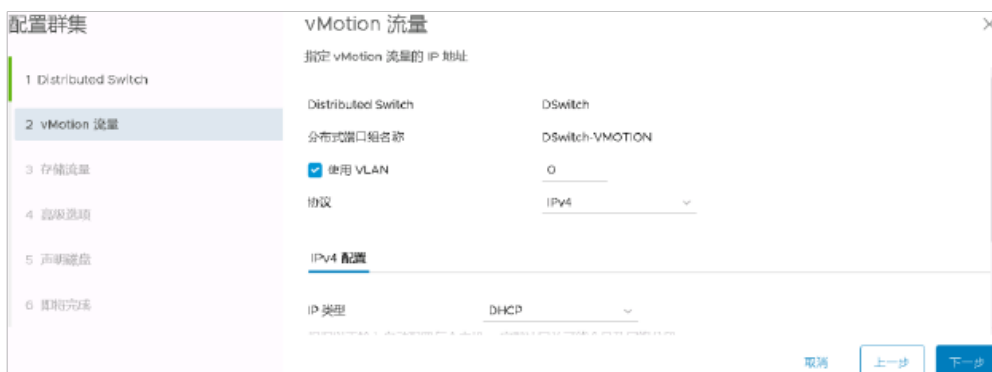 配置群集
vMotion 流量
指定 vMotion 流量的 IP 地址
1 Distributed Switch
2 vMotion 流量
3 存储流量
4 高级选项
5 声明磁盘
6 即将完成
Distributed Switch DSwitch
分布式端口组名称 DSwitch-VMOTION
使用 VLAN 0
协议 IPv4
IPv4 配置
IP 类型 DHCP
取消 上一步 下一步